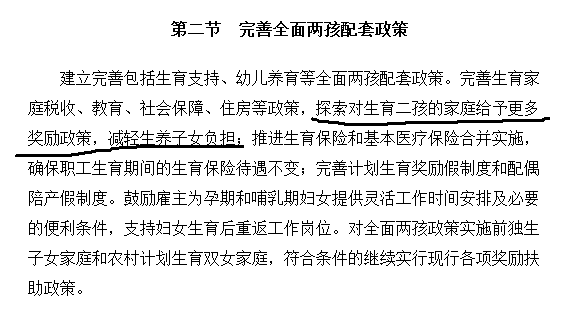 第二节　完善全面两孩配套政策
建立完善包括生育支持、幼儿养育等全面两孩配套政策。完善生育家
庭税收、教育、社会保障、住房等政策，探索对生育二孩的家庭给予更多
奖励政策，减轻生养子女负担；推进生育保险和基本医疗保险合并实施，
确保职工生育期间的生育保险待遇不变；完善计划生育奖励假制度和配偶
陪产假制度。鼓励雇主为孕期和哺乳期妇女提供灵活工作时间安排及必要
的便利条件，支持妇女生育后重返工作岗位。对全面两孩政策实施前独生
子女家庭和农村计划生育双女家庭，符合条件的继续实行现行各项奖励扶
助政策。